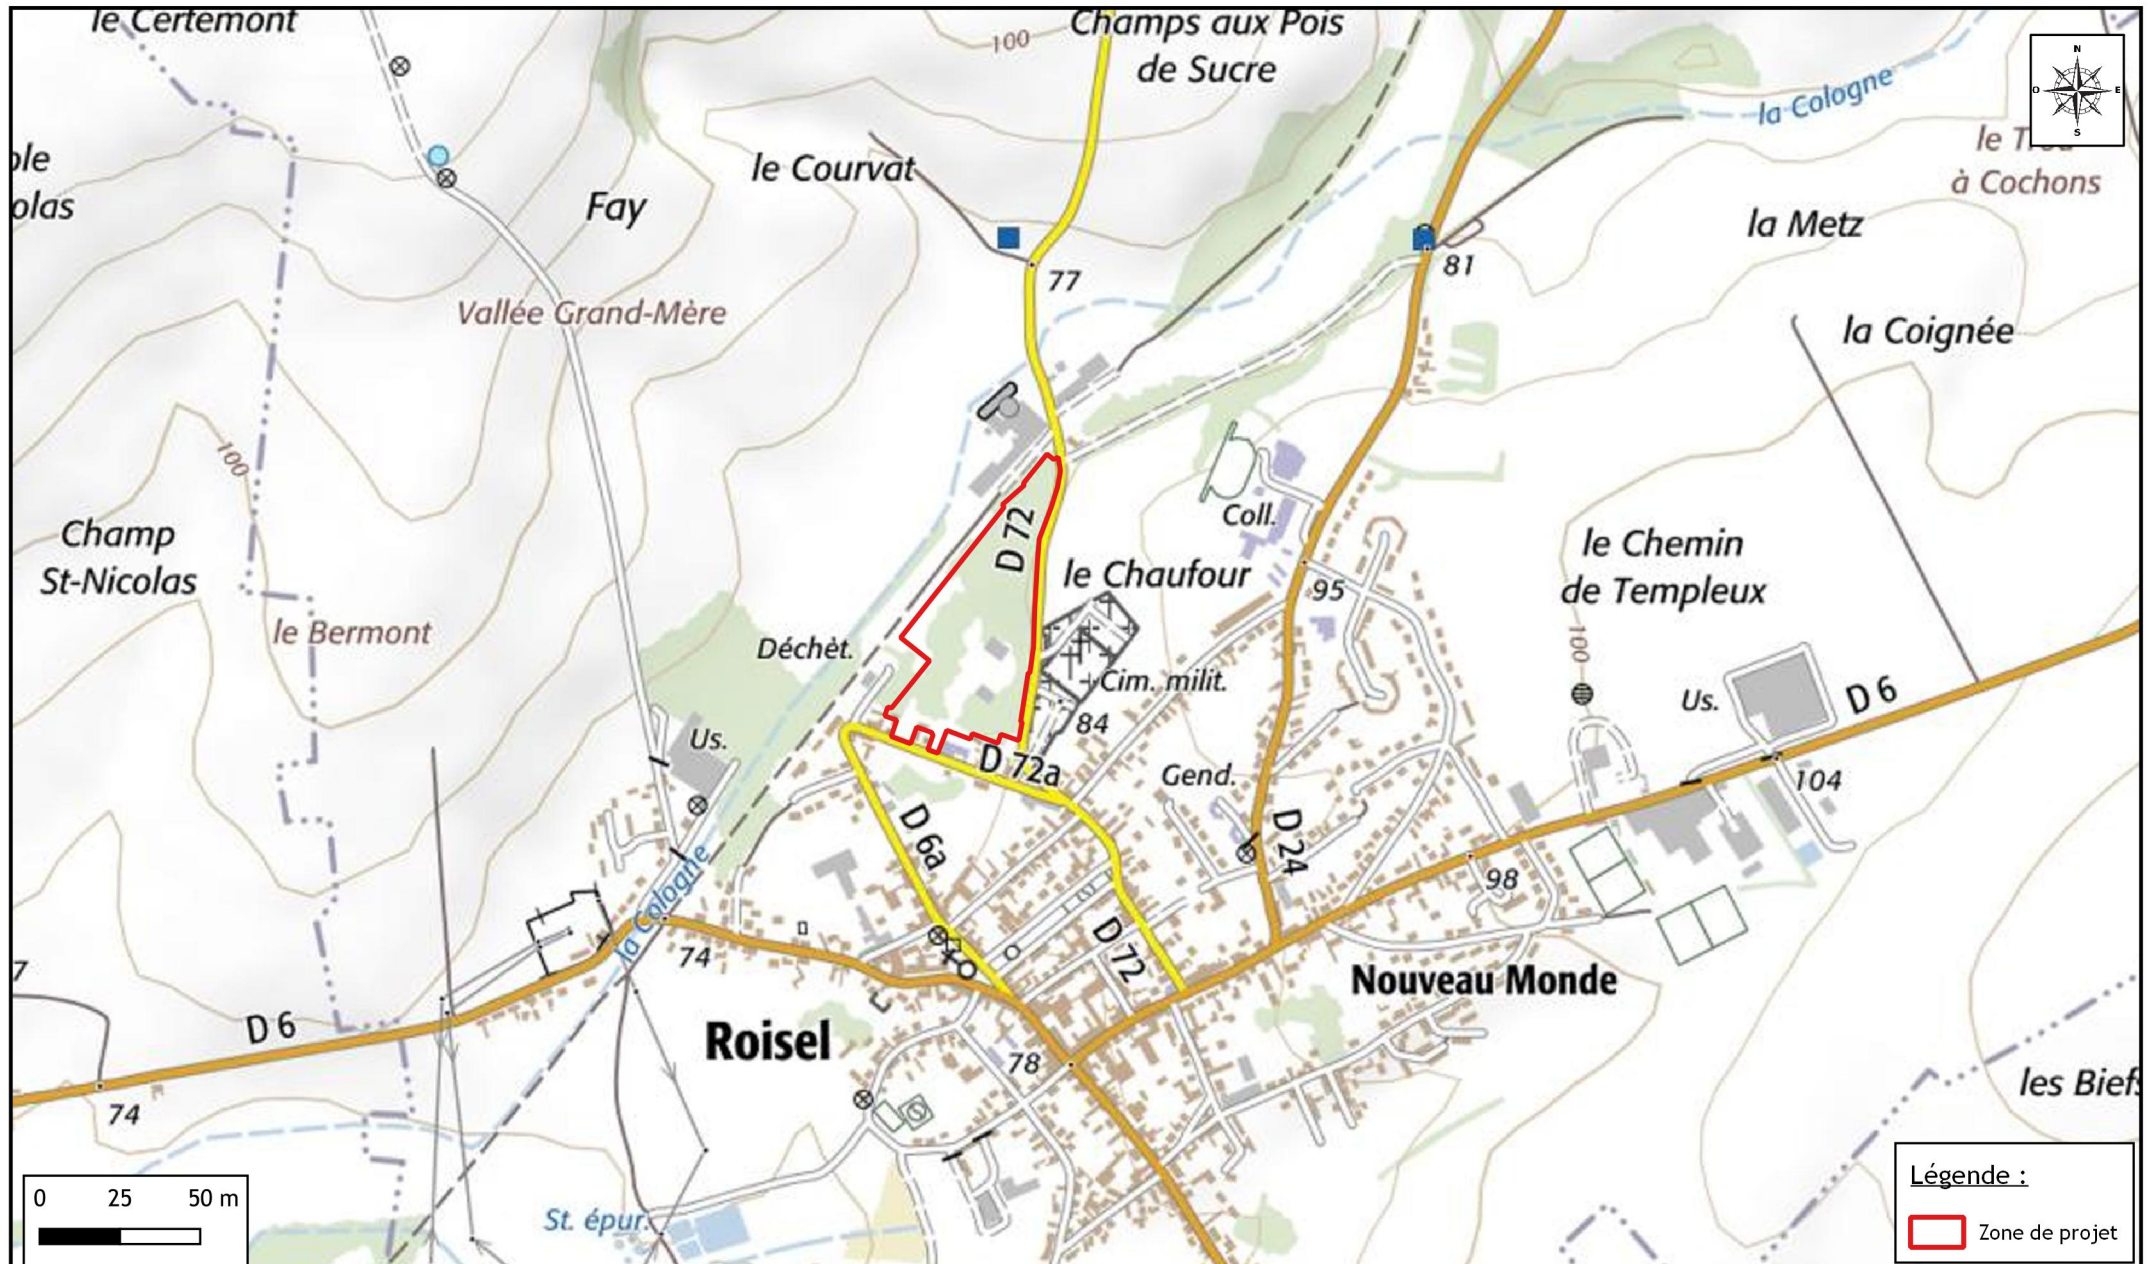 le Certemont
100
Champs aux Pois
de Sucre
la Cologne
N
O
E
S
à Cochons
le Courvat
Fay
la Metz
77
81
Vallée Grand-Mère
la Coignée
100
Coll.
Champ
St-Nicolas
D 72
le Chaufour
95
le Chemin
de Templeux
100
le Bermont
Déchèt.
Cim. milit.
84
Us.
D 6
Us.
D 72a
Gend.
104
D 6a
D 24
98
la Cologne
74
D 72
Nouveau Monde
7
D 6
Roisel
78
74
les Biefs
Légende :
Zone de projet
0 25 50 m
St. épur.